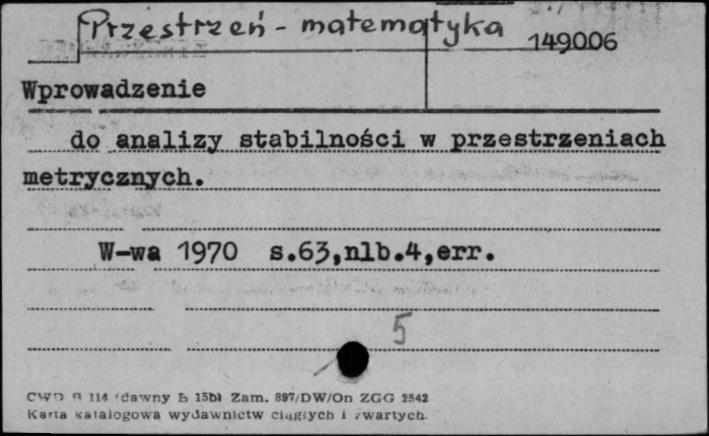 Przestrzeń - matematyka
149006
Wprowadzenie
do analizy stabilności w przestrzeniach
metrycznych.
W-wa 1970 s.63,nlb.4,err.
5
114 (dawny b 15b) Zam. 897/DW/On ZGG 2542
Karta katalogowa wydawnictw ciągłych i zwartych.